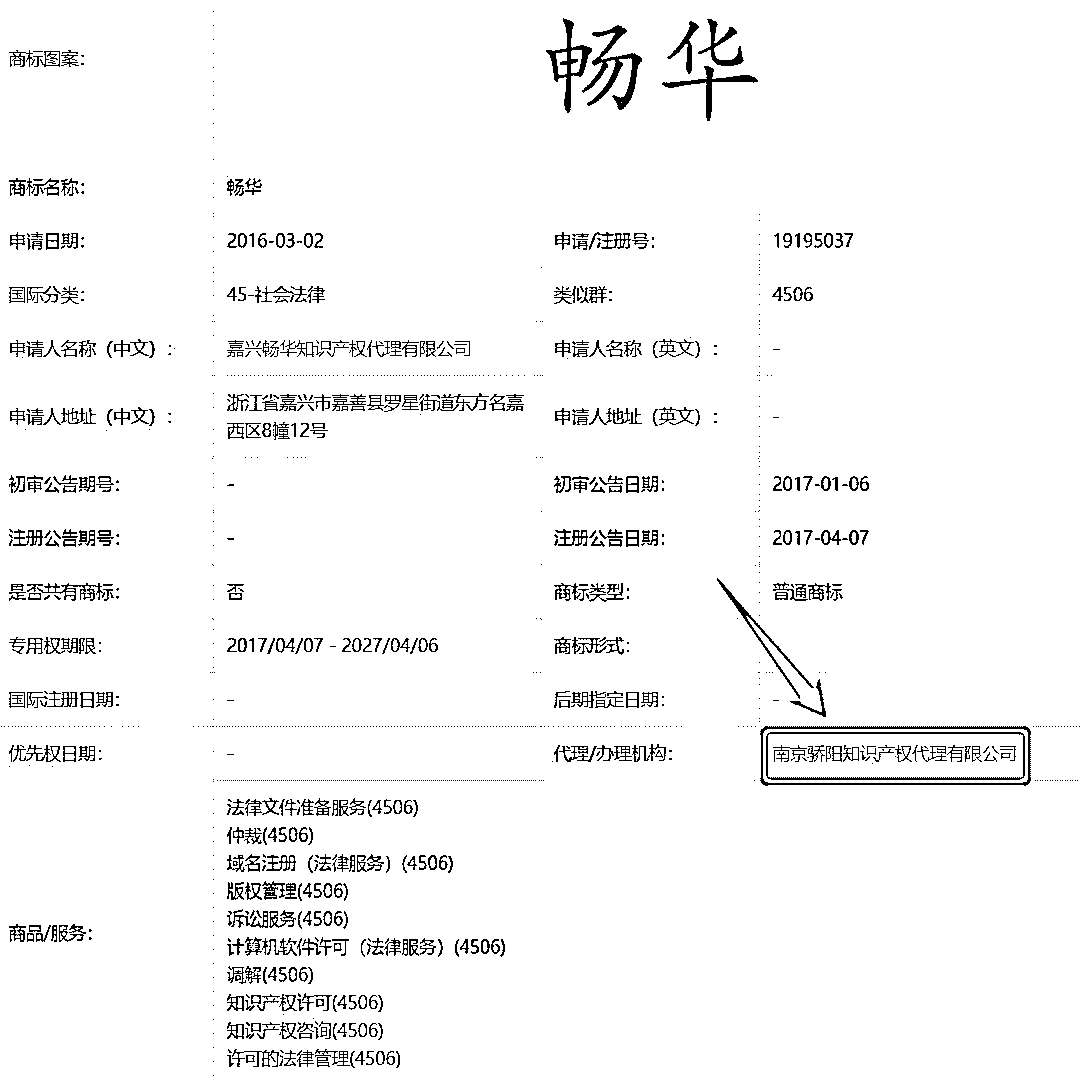 商标图案:
畅华
商标名称: 畅华
申请日期: 2016-03-02 申请/注册号: 19195037
国际分类: 45-社会法律 类似群: 4506
申请人名称（中文）: 嘉兴畅华知识产权代理有限公司 申请人名称（英文）: -
申请人地址（中文）: 浙江省嘉兴市嘉善县罗星街道东方名嘉
西区8幢12号 申请人地址（英文）: -
初审公告期号: - 初审公告日期: 2017-01-06
注册公告期号: - 注册公告日期: 2017-04-07
是否共有商标: 否 商标类型: 普通商标
专用权期限: 2017/04/07 - 2027/04/06 商标形式:
国际注册日期: - 后期指定日期: -
优先权日期: - 代理/办理机构: 南京骄阳知识产权代理有限公司
商品/服务:
法律文件准备服务(4506)
仲裁(4506)
域名注册（法律服务）(4506)
版权管理(4506)
诉讼服务(4506)
计算机软件许可（法律服务）(4506)
调解(4506)
知识产权许可(4506)
知识产权咨询(4506)
许可的法律管理(4506)